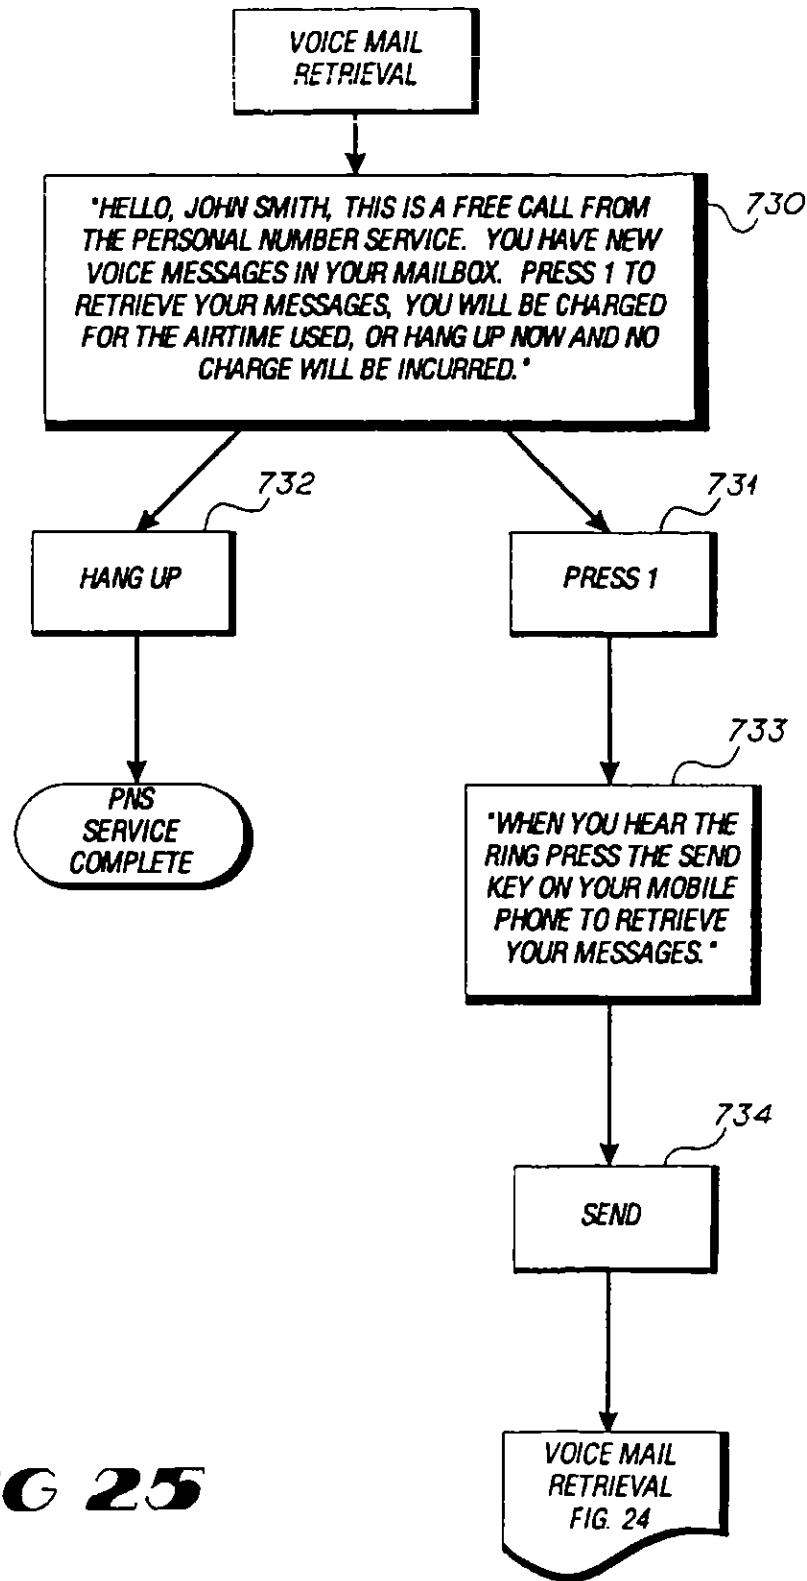 VOICE MAIL
RETRIEVAL
730
"HELLO, JOHN SMITH, THIS IS A FREE CALL FROM
THE PERSONAL NUMBER SERVICE. YOU HAVE NEW
VOICE MESSAGES IN YOUR MAILBOX. PRESS 1 TO
RETRIEVE YOUR MESSAGES, YOU WILL BE CHARGED
FOR THE AIRTIME USED, OR HANG UP NOW AND NO
CHARGE WILL BE INCURRED."
732
HANG UP
731
PRESS 1
PNS
SERVICE
COMPLETE
733
"WHEN YOU HEAR THE
RING PRESS THE SEND
KEY ON YOUR MOBILE
PHONE TO RETRIEVE
YOUR MESSAGES."
734
SEND
VOICE MAIL
RETRIEVAL
FIG. 24
G 25